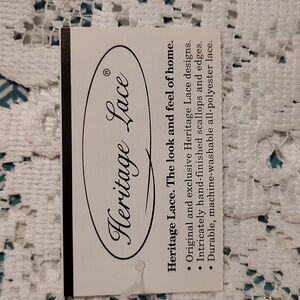 Heritage Lace®
Heritage Lace. The look and feel of home.
• Original and exclusive Heritage Lace designs.
• Intricately hand-finished scallops and edges.
• Durable, machine-washable all-polyester lace.